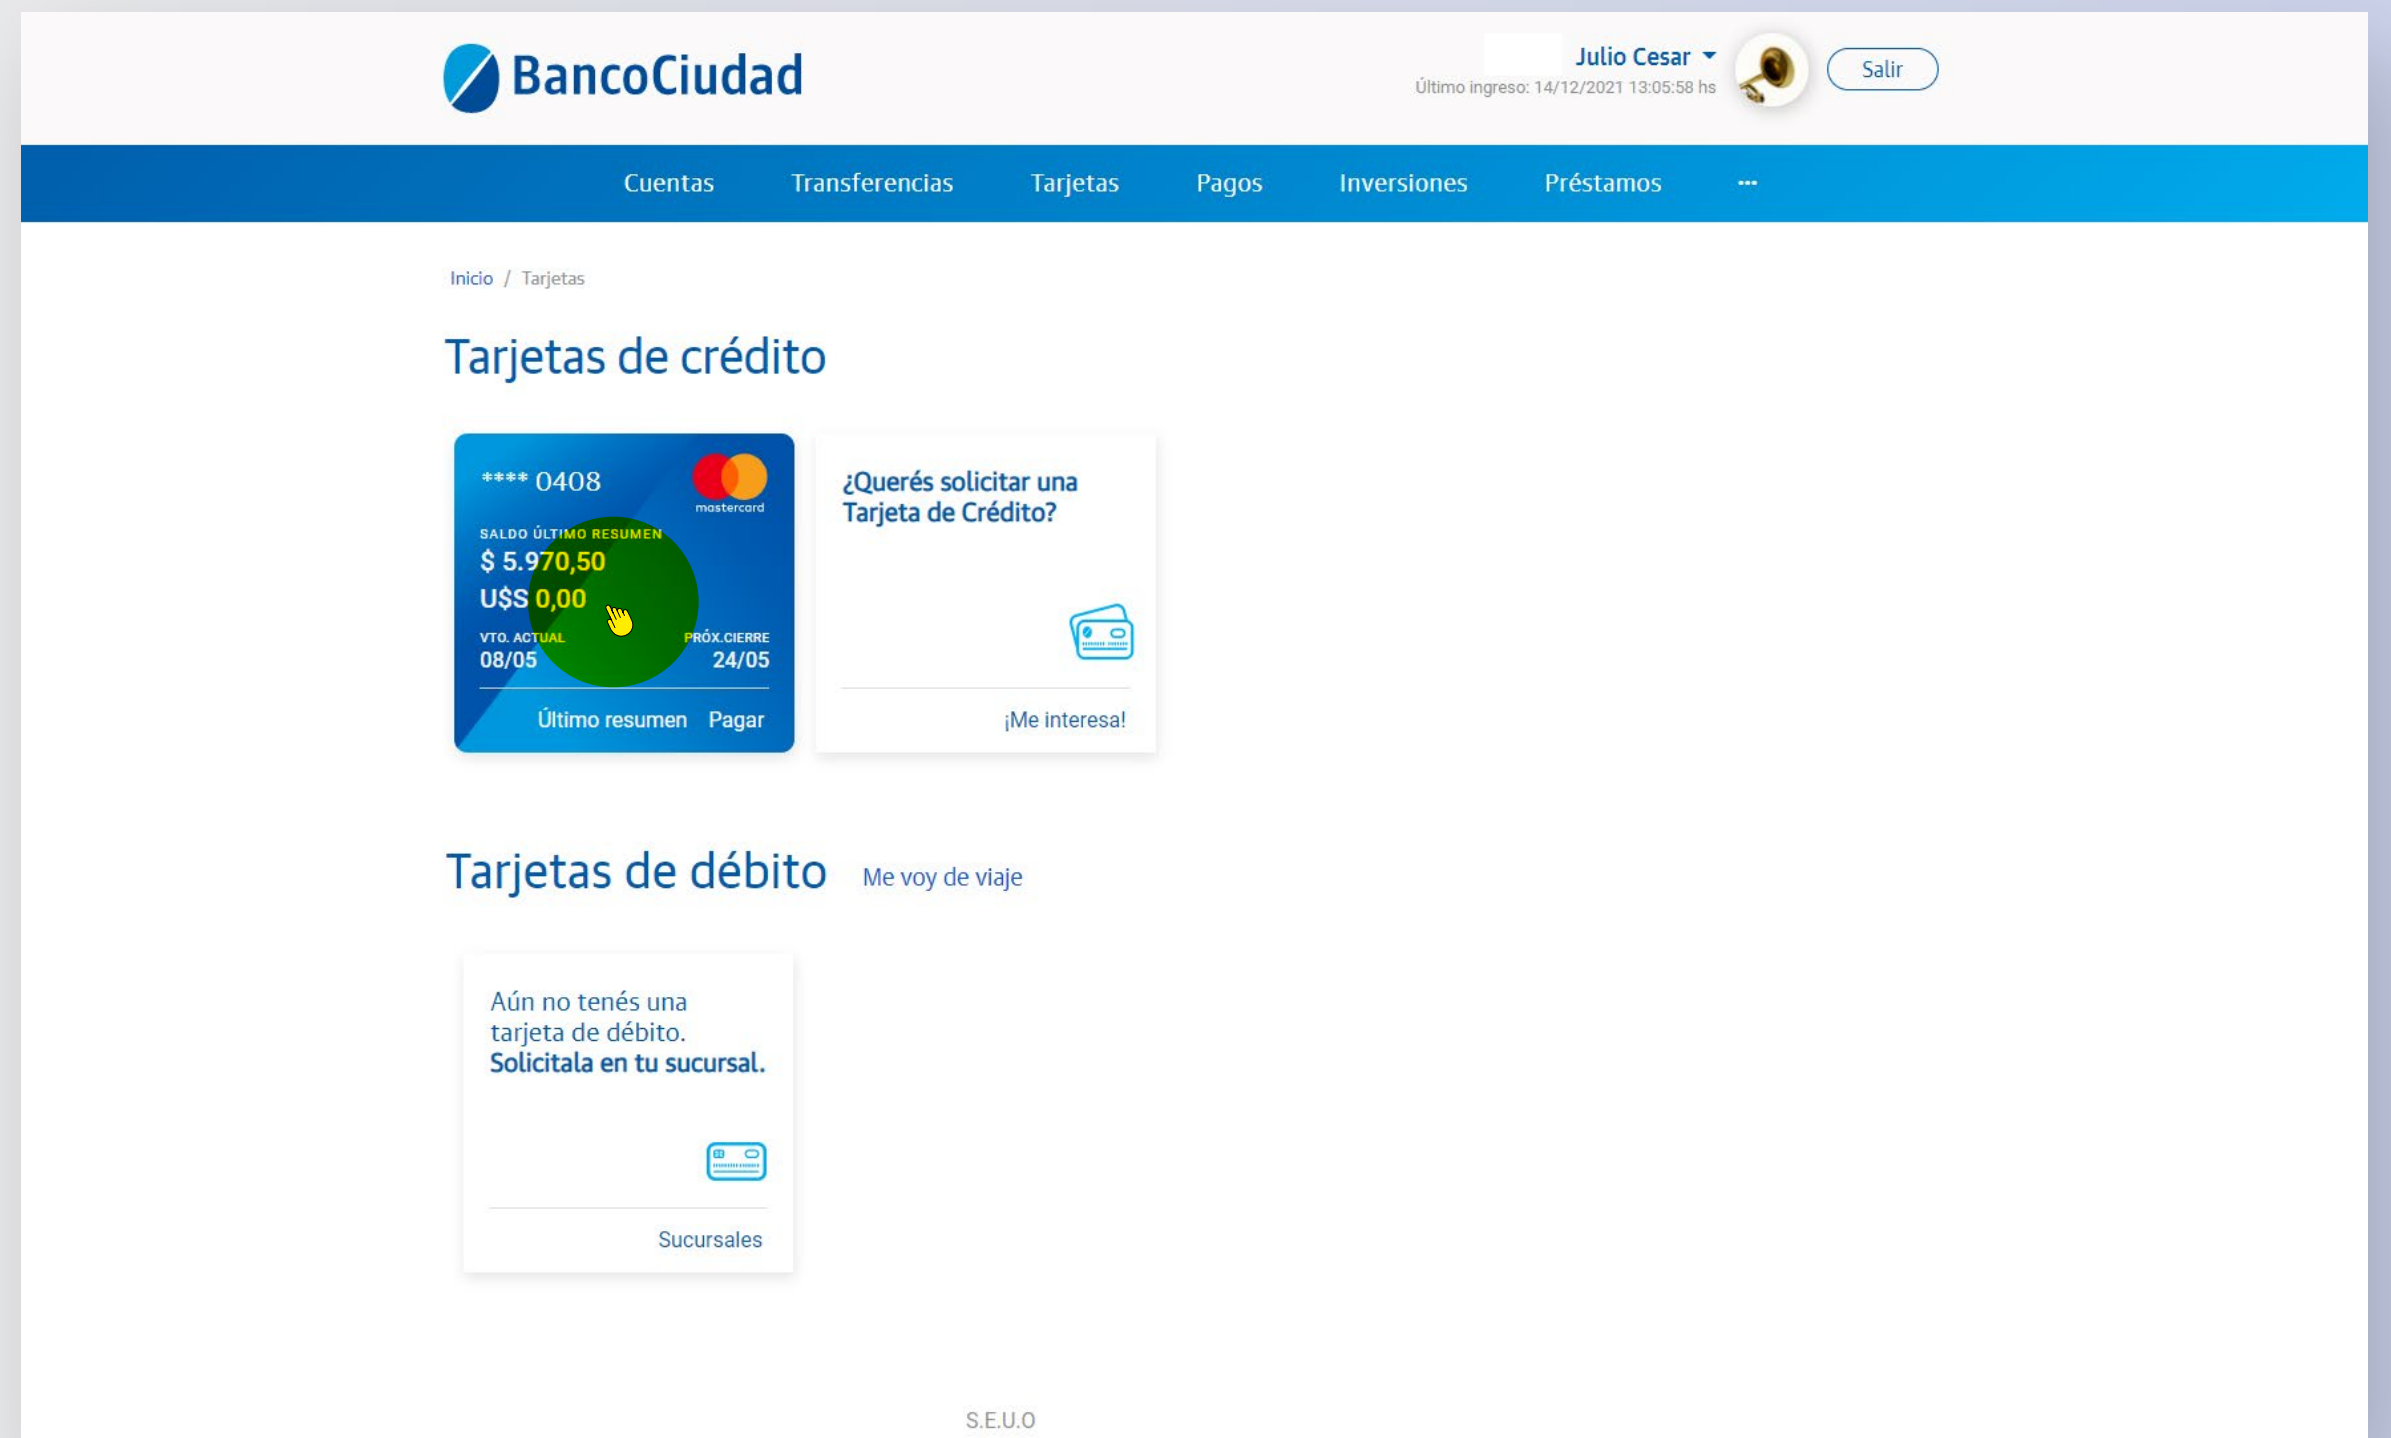 BancoCiudad
Julio Cesar
Último ingreso: 14/12/2021 13:05:58 hs
Salir
Cuentas Transferencias Tarjetas Pagos Inversiones Préstamos ···
Inicio / Tarjetas
Tarjetas de crédito
**** 0408
mastercard
SALDO ÚLTIMO RESUMEN
$ 5.970,50
U$S 0,00
VTO. ACTUAL PRÓX.CIERRE
08/05 24/05
Último resumen Pagar
¿Querés solicitar una
Tarjeta de Crédito?
¡Me interesa!
Tarjetas de débito Me voy de viaje
Aún no tenés una
tarjeta de débito.
Solicitala en tu sucursal.
Sucursales
S.E.U.O